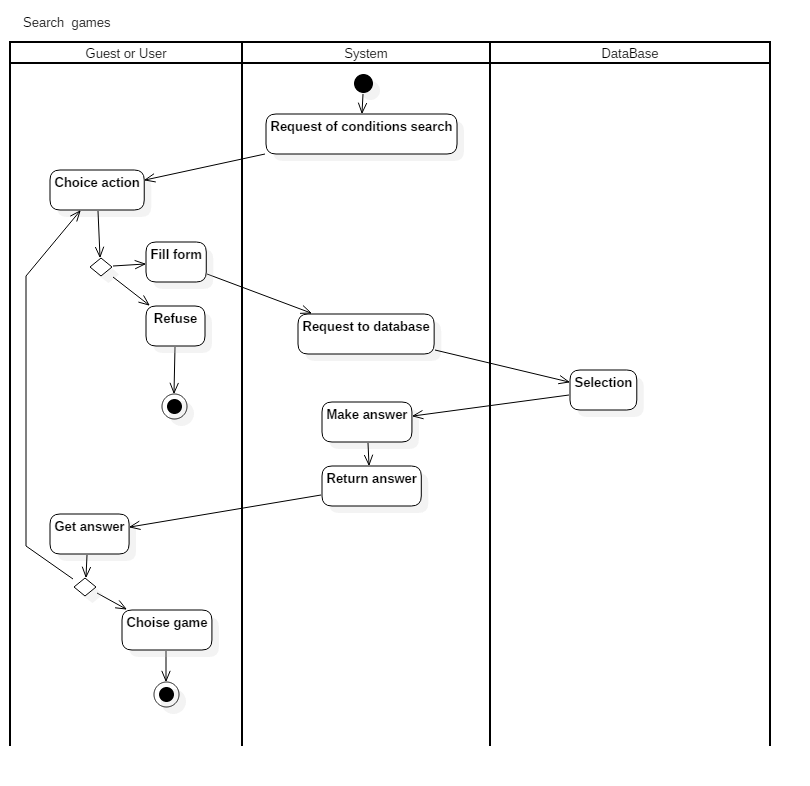 Search  games
Guest or User
System
DataBase
Request of conditions search
Choice action
Fill form
Refuse
Request to database
Selection
Make answer
Return answer
Get answer
Choise game